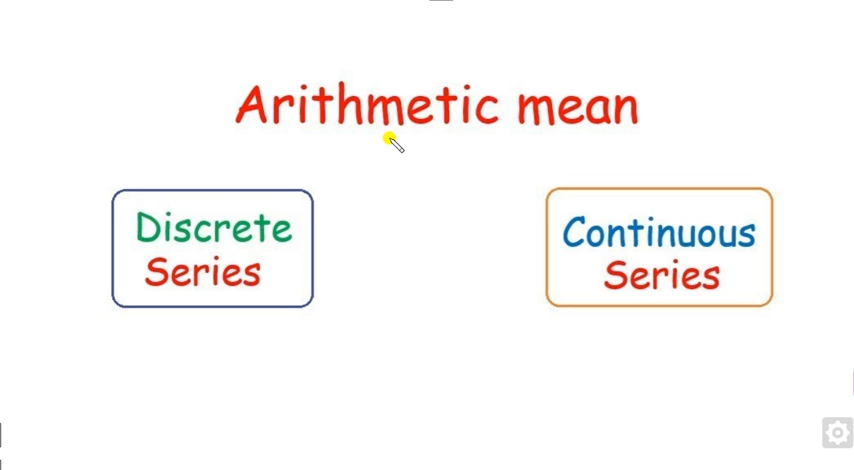 Arithmetic mean
Discrete
Series
Continuous
Series